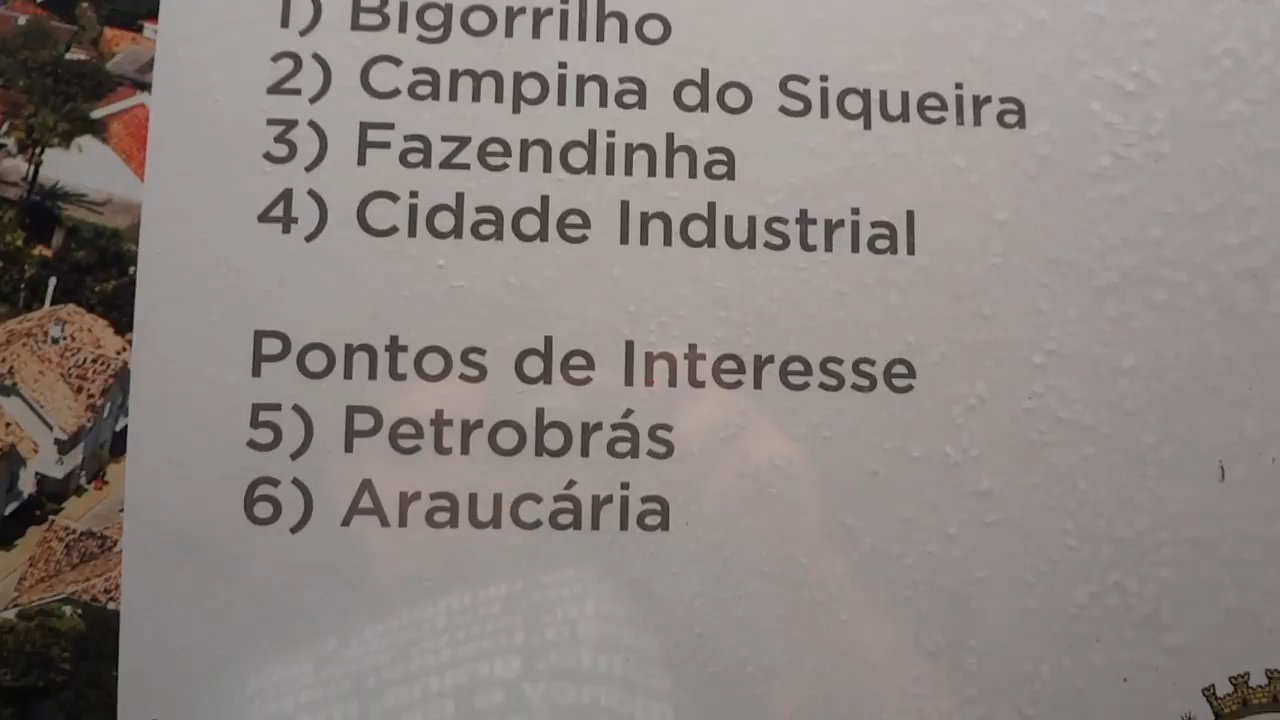 1) Bigorrilho
2) Campina do Siqueira
3) Fazendinha
4) Cidade Industrial
Pontos de Interesse
5) Petrobrás
6) Araucária